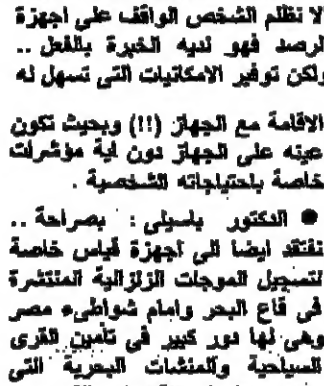 لا نظلم الشخص الواقف على اجهزة
الرصد فهو لديه الخبرة بالفعل ..
ولكن توفير الامكانيات التى تسهل له
الاقامة مع الجهاز (!!) وبحيث تكون
عينه على الجهاز دون اية مؤشرات
خاصة باحتياجاته الشخصية .
● الدكتور باسيلى : بصراحة ..
نفتقد ايضا الى اجهزة قياس خاصة
لتسجيل الموجات الزلزالية المنتشرة
فى قاع البحر وامام شواطىء مصر
وهى لها دور كبير فى تأمين القرى
السياحية والمنشات البحرية التى